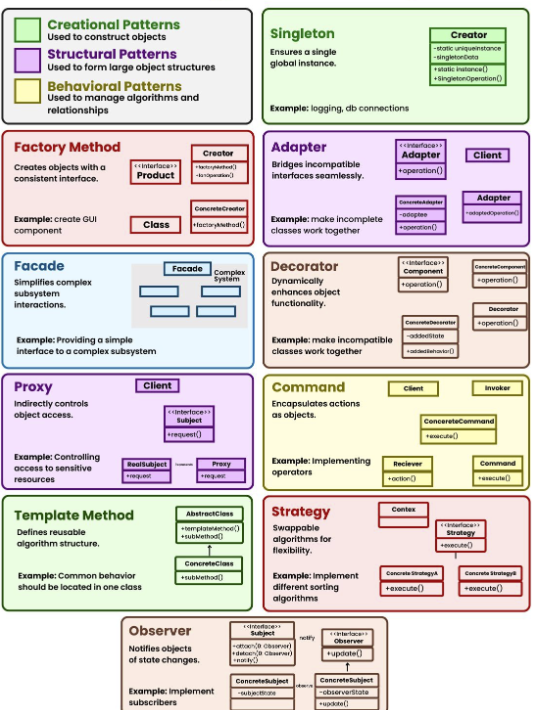 Creational Patterns
Used to construct objects
Structural Patterns
Used to form large object structures
Behavioral Patterns
Used to manage algorithms and
relationships
Singleton
Ensures a single
global instance.
Example: logging, db connections
Creator
-static uniqueInstance
-singletonData
+static instance()
+SingletonOperation()
Factory Method
Creates objects with a
consistent interface.
Example: create GUI
component
<<Interface>>
Product
Creator
+factoryMethod()
Class
ConcreteCreator
+factoryMethod()
Adapter
Bridges incompatible
interfaces seamlessly.
Example: make incomplete
classes work together
<<Interface>>
Adapter
+operation()
Client
ConcreteAdapter
-adaptee
+operation()
Adapter
-adaptedOperation()
Facade
Simplifies complex
subsystem
interactions.
Example: Providing a simple
interface to a complex subsystem
Facade
Complex
System
Decorator
Dynamically
enhances object
functionality.
Example: make incompatible
classes work together
<<Interface>>
Component
+operation()
ConcreteComponent
+operation()
Decorator
+operation()
ConcreteDecorator
-addedState
+addedBehavior()
Proxy
Indirectly controls
object access.
Example: Controlling
access to sensitive
resources
Client
<<Interface>>
Subject
+request()
RealSubject
+request
Proxy
+request
Command
Encapsulates actions
as objects.
Example: Implementing
operators
Client
Invoker
ConcereteCommand
+execute()
Reciever
+action()
Command
+execute()
Template Method
Defines reusable
algorithm structure.
Example: Common behavior
should be located in one class
AbstractClass
+templateMethod()
+subMethod()
ConcreteClass
+subMethod()
Strategy
Swappable
algorithms for
flexibility.
Example: Implement
different sorting
algorithms
Contex
<<Interface>>
Strategy
+execute()
Concrete StrategyA
+execute()
Concrete StrategyB
+execute()
Observer
Notifies objects
of state changes.
Example: Implement
subscribers
<<Interface>>
Subject
+notify()
notify
<<Interface>>
Observer
+update()
ConcreteSubject
-subjectState
observe
ConcreteSubject
-observerState
+update()